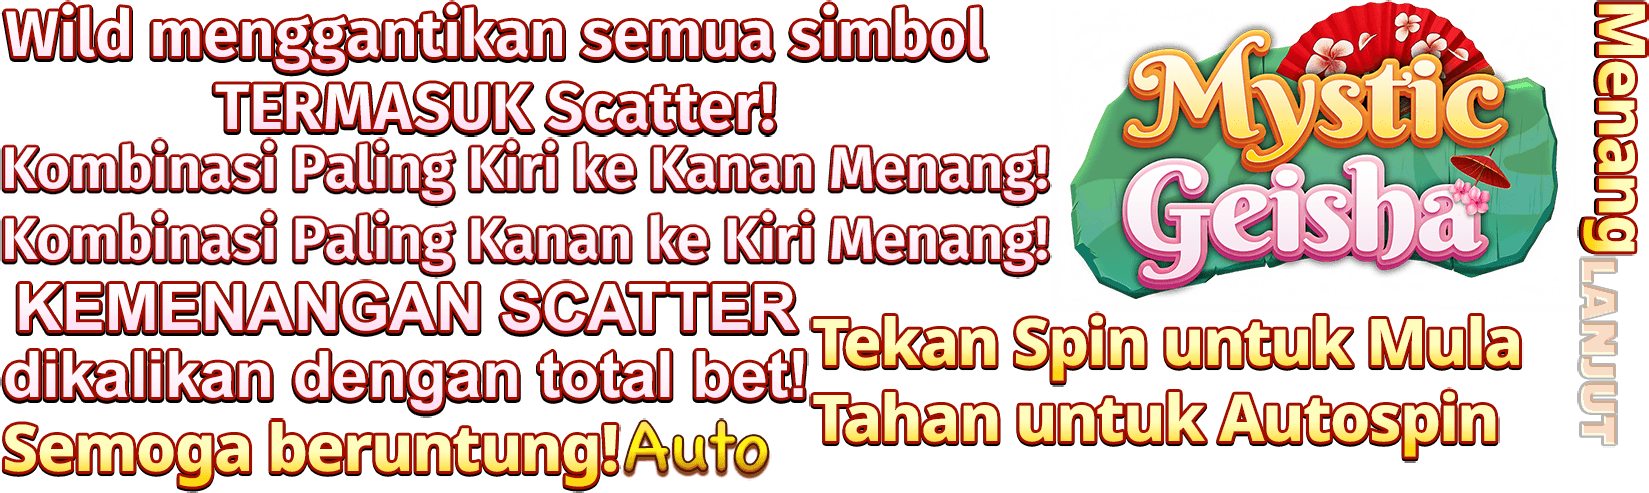 Wild menggantikan semua simbol
TERMASUK Scatter!
Kombinasi Paling Kiri ke Kanan Menang!
Kombinasi Paling Kanan ke Kiri Menang!
KEMENANGAN SCATTER
dikalikan dengan total bet!
Semoga beruntung!
Auto
Mystic
Geisha
Tekan Spin untuk Mula
Tahan untuk Autospin
Menang
LANJUT